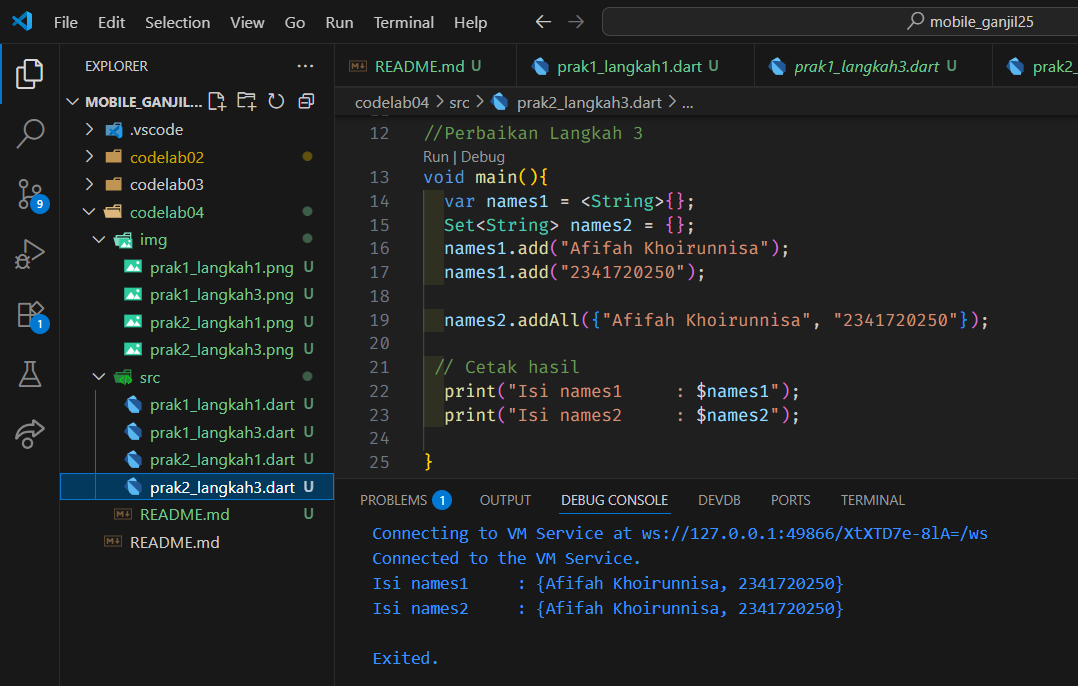 File Edit Selection View Go Run Terminal Help mobile_ganjil25
EXPLORER
MOBILE_GANJIL...
.vscode
codelab02
codelab03
codelab04
img
prak1_langkah1.png U
prak1_langkah3.png U
prak2_langkah1.png U
prak2_langkah3.png U
src
prak1_langkah1.dart U
prak1_langkah3.dart U
prak2_langkah1.dart U
prak2_langkah3.dart U
README.md U
README.md
9
1
README.md U prak1_langkah1.dart U prak1_langkah3.dart U prak2_
codelab04 > src > prak2_langkah3.dart > ...
12 //Perbaikan Langkah 3
Run | Debug
13 void main(){
14 var names1 = <String>{};
15 Set<String> names2 = {};
16 names1.add("Afifah Khoirunnisa");
17 names1.add("2341720250");
18
19 names2.addAll({"Afifah Khoirunnisa", "2341720250"});
20
21 // Cetak hasil
22 print("Isi names1     : $names1");
23 print("Isi names2     : $names2");
24
25 }
PROBLEMS 1 OUTPUT DEBUG CONSOLE DEVDB PORTS TERMINAL
Connecting to VM Service at ws://127.0.0.1:49866/XtXTD7e-8lA=/ws
Connected to the VM Service.
Isi names1     : {Afifah Khoirunnisa, 2341720250}
Isi names2     : {Afifah Khoirunnisa, 2341720250}
Exited.